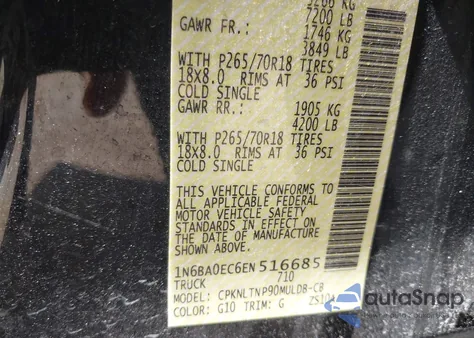 7200 LB
GAWR FR.: 1746 KG
3849 LB
WITH P265/70R18 TIRES
18X8.0 RIMS AT 36 PSI
COLD SINGLE
GAWR RR.: 1905 KG
4200 LB
WITH P265/70R18 TIRES
18X8.0 RIMS AT 36 PSI
COLD SINGLE
THIS VEHICLE CONFORMS TO
ALL APPLICABLE FEDERAL
MOTOR VEHICLE SAFETY
STANDARDS IN EFFECT ON
THE DATE OF MANUFACTURE
SHOWN ABOVE.
1N6BA0EC6EN516685
TRUCK 710
MODEL: CPKNLTNP90MULDB-CB
COLOR: G10 TRIM: G
autoSnap